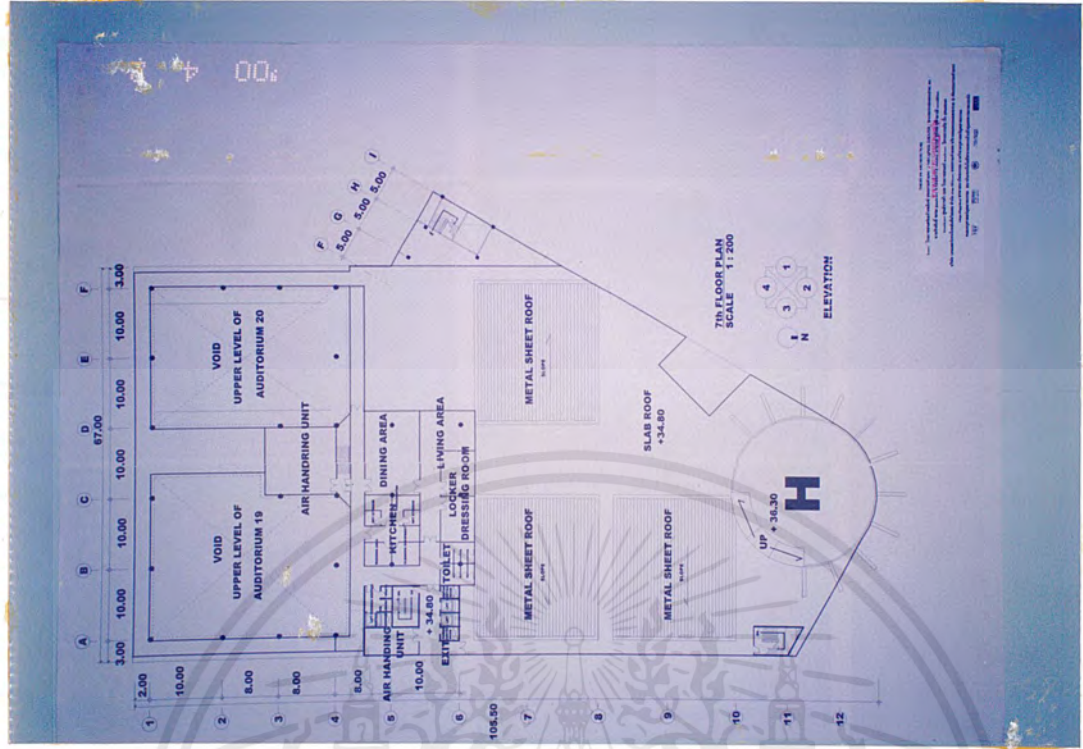 '00 4
3.00
10.00
10.00
10.00
10.00
10.00
3.00
67.00
A
B
C
D
E
F
2.00
10.00
8.00
8.00
8.00
10.00
105.50
1
2
3
4
5
6
7
8
9
10
11
12
F
G
H
I
5.00
5.00
5.00
VOID
UPPER LEVEL OF
AUDITORIUM 19
VOID
UPPER LEVEL OF
AUDITORIUM 20
AIR HANDRING UNIT
AIR HANDING
UNIT
+ 34.80
EXIT
TOILET
KITCHEN
DINING AREA
LIVING AREA
LOCKER
DRESSING ROOM
METAL SHEET ROOF
SLOPE
METAL SHEET ROOF
SLOPE
METAL SHEET ROOF
SLOPE
SLAB ROOF
+34.80
UP + 36.30
H
7th FLOOR PLAN
SCALE 1 : 200
4
1
3
2
N
ELEVATION